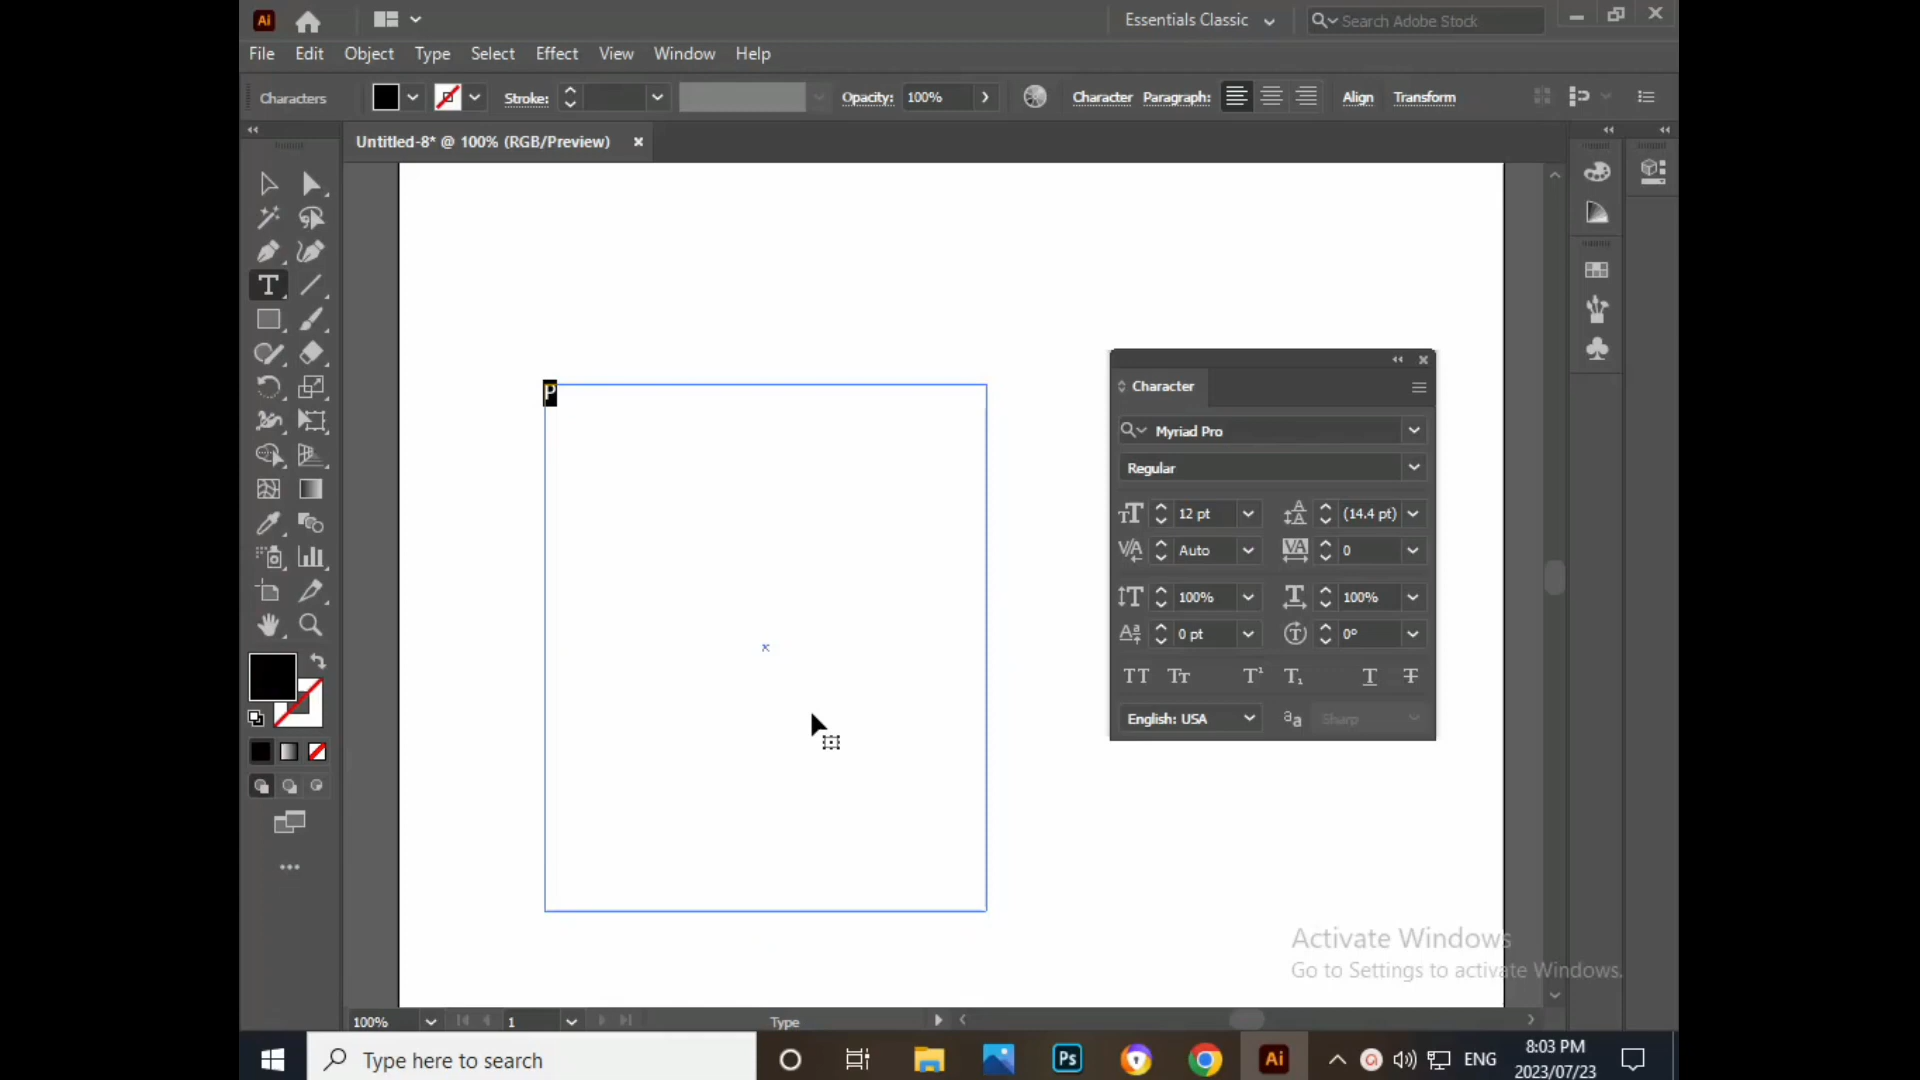 Ai
Essentials Classic
Search Adobe Stock
File Edit Object Type Select Effect View Window Help
Characters
Stroke:
Opacity: 100%
Character Paragraph:
Align
Transform
Untitled-8* @ 100% (RGB/Preview)
P
Character
Myriad Pro
Regular
12 pt
(14.4 pt)
Auto
0
100%
100%
0 pt
0°
English: USA
Sharp
Activate Windows
Go to Settings to activate Windows.
100%
1
Type
Type here to search
Ps
Ai
ENG
8:03 PM
2023/07/23